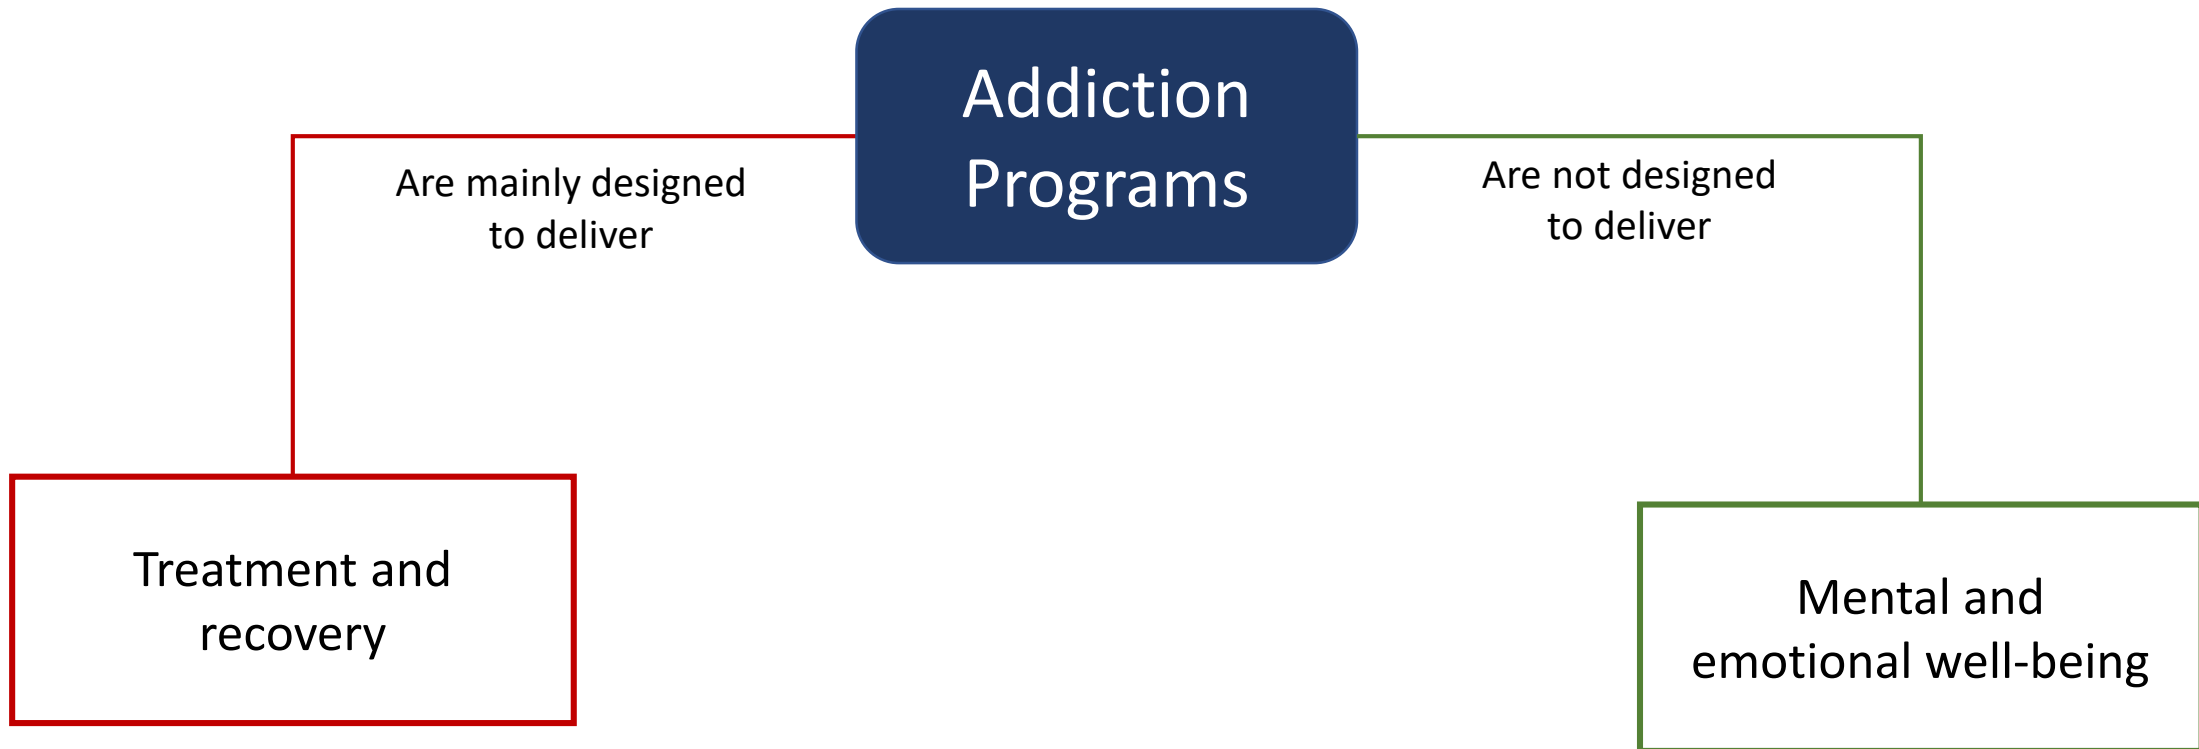 Addiction
Programs
Are mainly designed
to deliver
Are not designed
to deliver
Treatment and
recovery
Mental and
emotional well-being